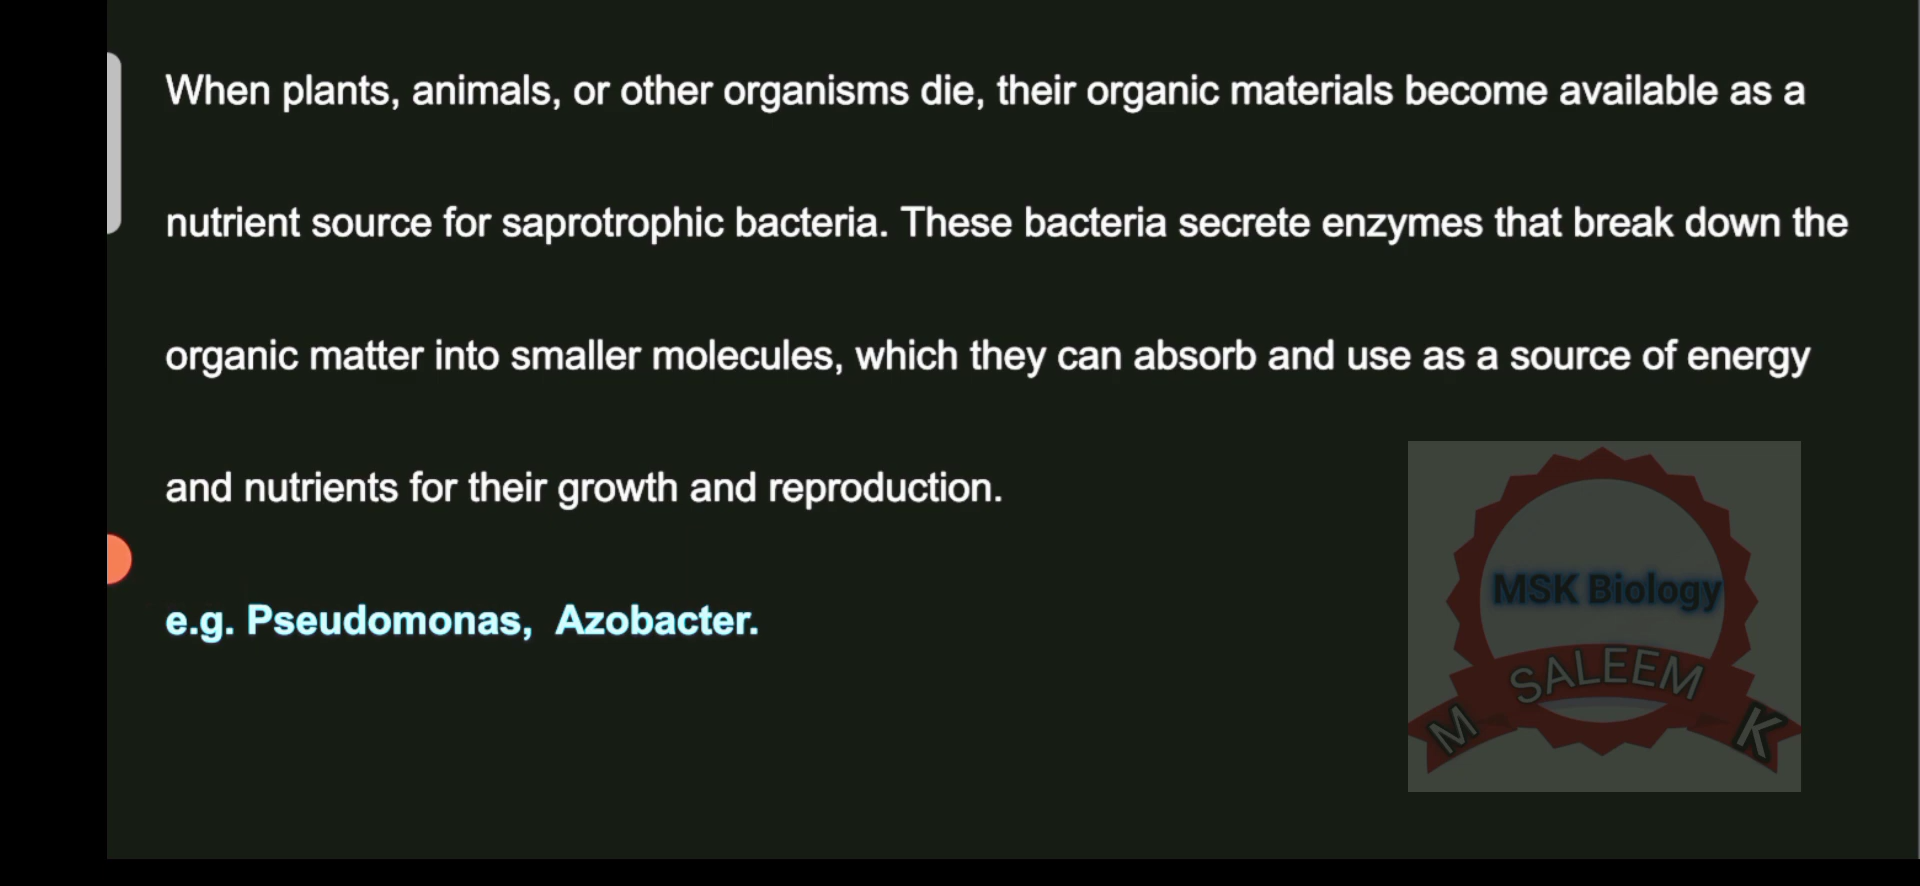 When plants, animals, or other organisms die, their organic materials become available as a
nutrient source for saprotrophic bacteria. These bacteria secrete enzymes that break down the
organic matter into smaller molecules, which they can absorb and use as a source of energy
and nutrients for their growth and reproduction.
e.g. Pseudomonas, Azobacter.
MSK Biology
M SALEEM K